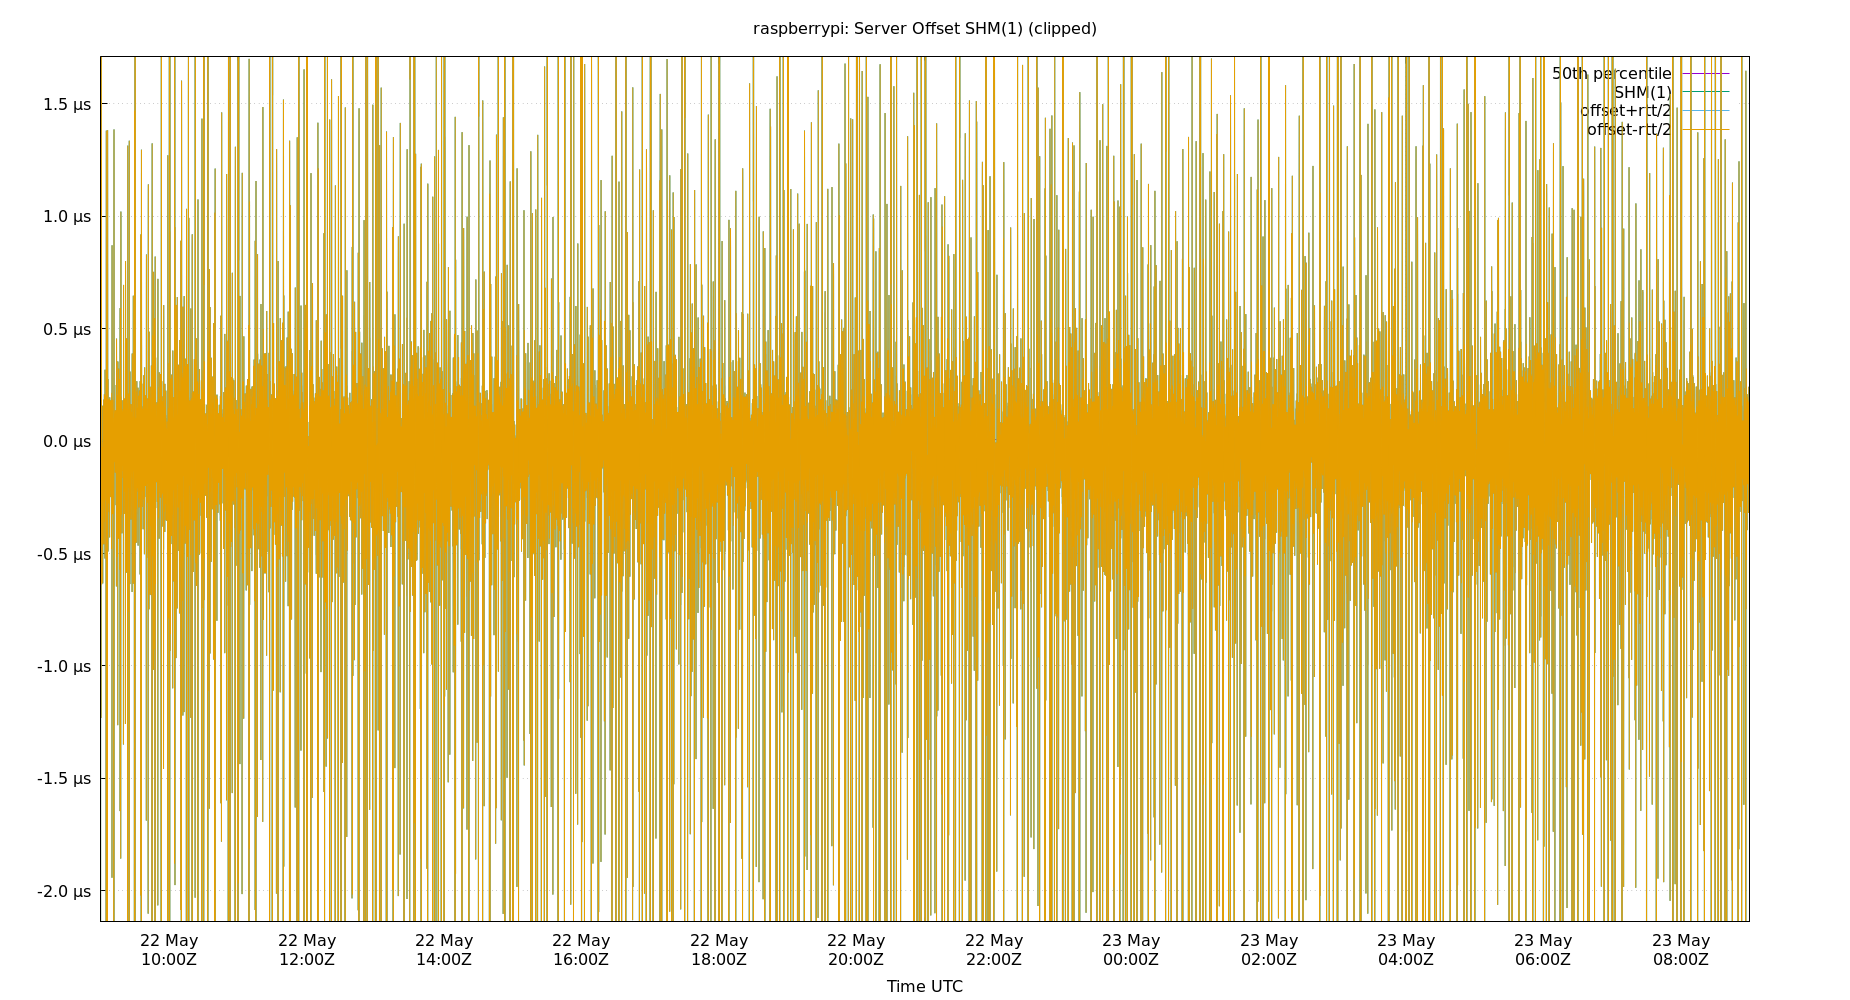 raspberrypi: Server Offset SHM(1) (clipped)
50th percentile
SHM(1)
offset+rtt/2
offset-rtt/2
1.5 µs
1.0 µs
0.5 µs
0.0 µs
-0.5 µs
-1.0 µs
-1.5 µs
-2.0 µs
22 May 22 May 22 May 22 May 22 May 22 May 22 May 23 May 23 May 23 May 23 May 23 May
10:00Z 12:00Z 14:00Z 16:00Z 18:00Z 20:00Z 22:00Z 00:00Z 02:00Z 04:00Z 06:00Z 08:00Z
Time UTC